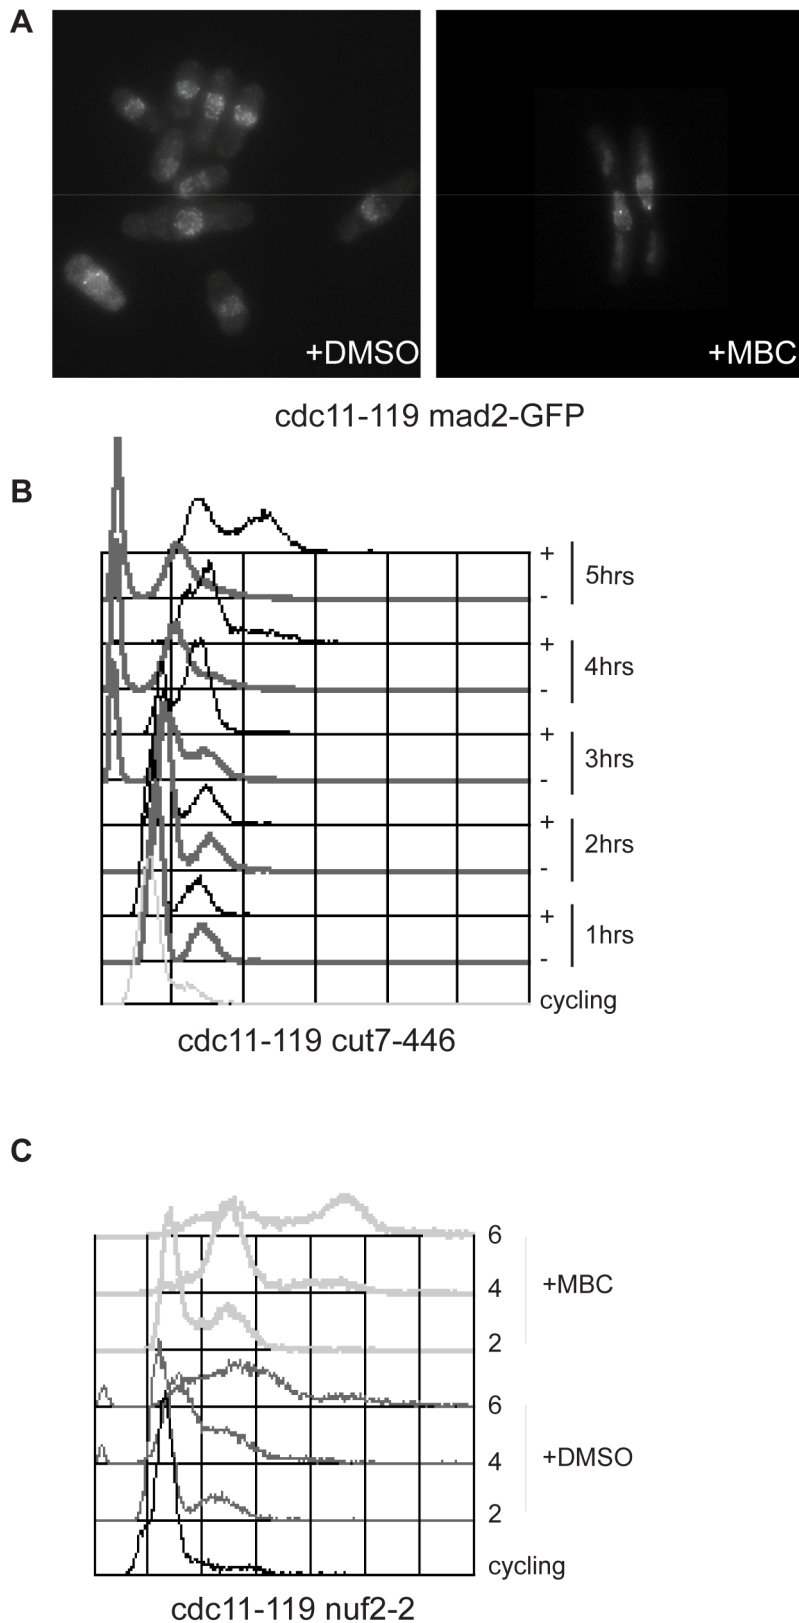 A
+DMSO
+MBC
cdc11-119 mad2-GFP
B
+
5hrs
-
+
4hrs
-
+
3hrs
-
+
2hrs
-
+
1hrs
-
cycling
cdc11-119 cut7-446
C
6
+MBC
4
2
6
+DMSO
4
2
cycling
cdc11-119 nuf2-2